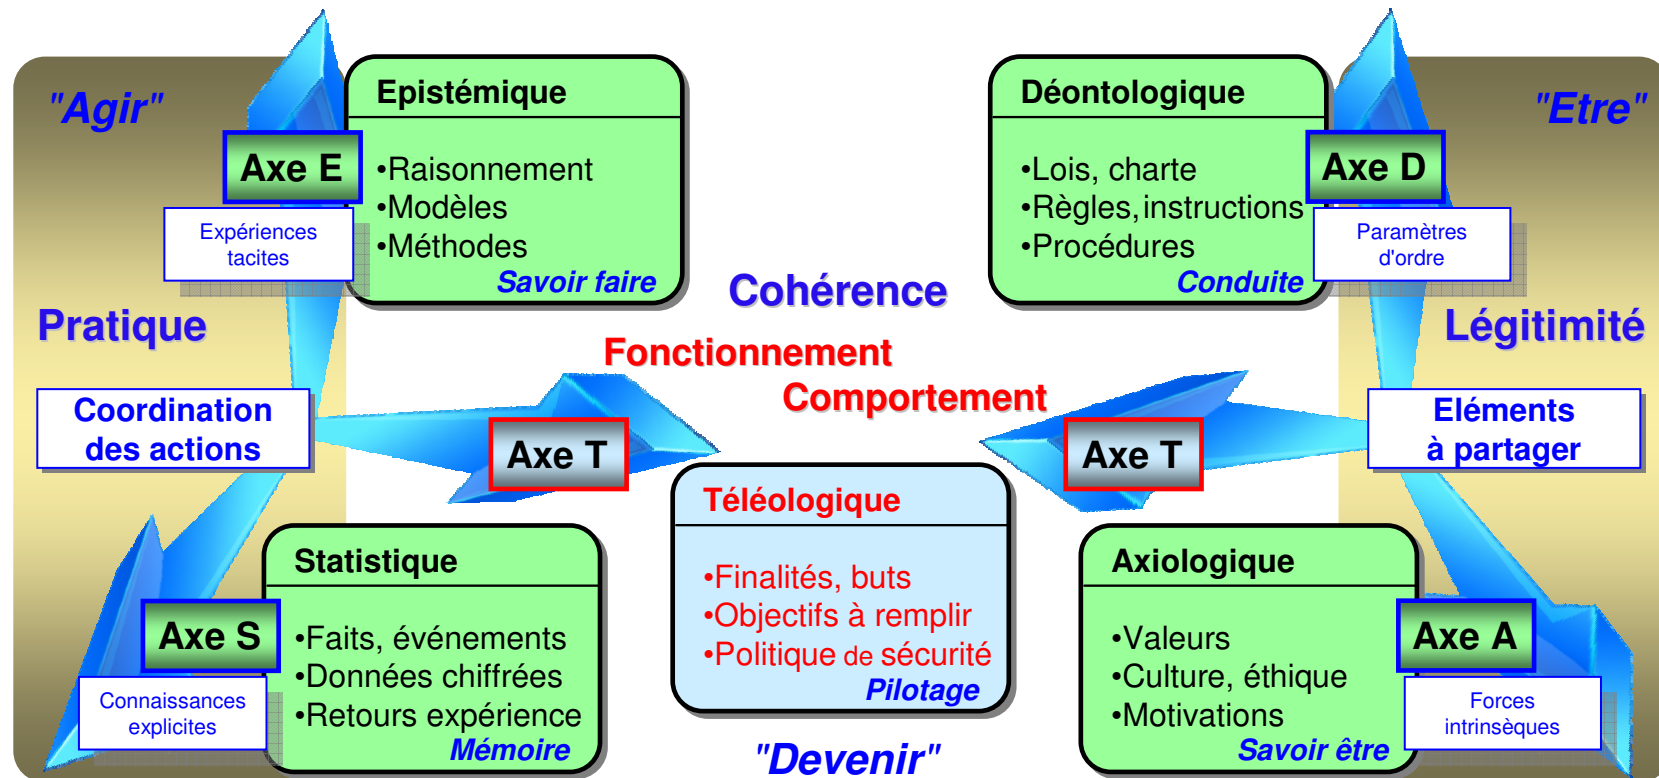 "Agir"
Axe E
Expériences
tacites
Epistémique
•Raisonnement
•Modèles
•Méthodes
Savoir faire
Déontologique
•Lois, charte
•Règles, instructions
•Procédures
Conduite
"Etre"
Axe D
Paramètres
d'ordre
Cohérence
Pratique
Légitimité
Fonctionnement
Comportement
Coordination
des actions
Axe T
Axe T
Eléments
à partager
Téléologique
•Finalités, buts
•Objectifs à remplir
•Politique de sécurité
Pilotage
Axe S
Connaissances
explicites
Statistique
•Faits, événements
•Données chiffrées
•Retours expérience
Mémoire
Axiologique
•Valeurs
•Culture, éthique
•Motivations
Savoir être
Axe A
Forces
intrinsèques
"Devenir"